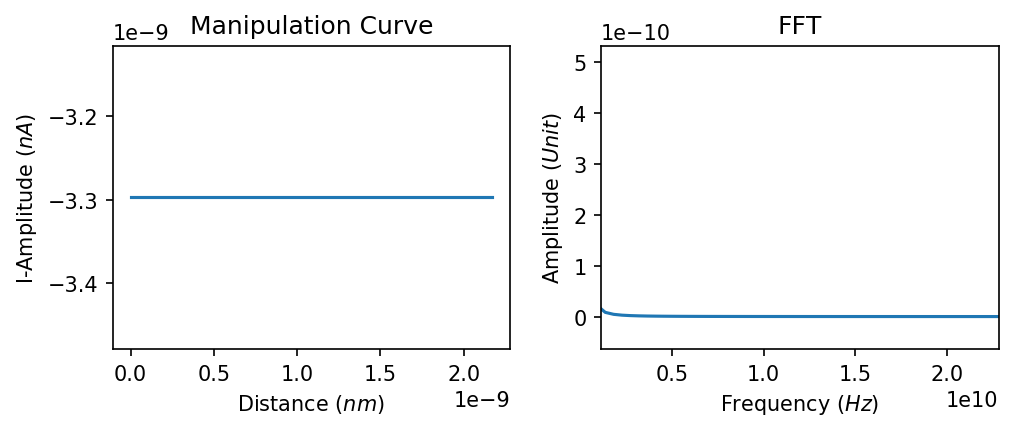 Manipulation Curve
1e−9
−3.2
−3.3
−3.4
I-Amplitude (nA)
0.0 0.5 1.0 1.5 2.0
1e−9
Distance (nm)
FFT
1e−10
5
4
3
2
1
0
Amplitude (Unit)
0.5 1.0 1.5 2.0
1e10
Frequency (Hz)